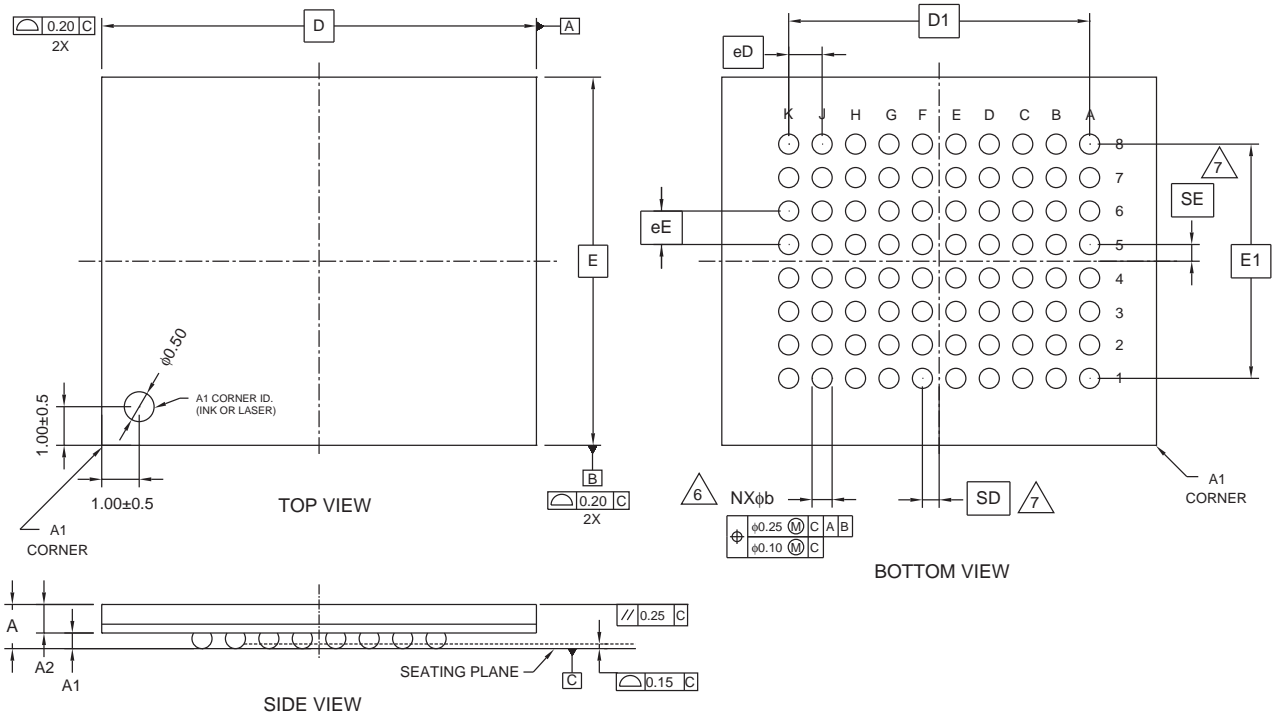 ⌓ 0.20 C
2X
D
A
E
φ0.50
A1 CORNER ID.
(INK OR LASER)
1.00±0.5
1.00±0.5
B
⌓ 0.20 C
2X
TOP VIEW
A1
CORNER
D1
eD
K J H G F E D C B A
8
7
6
5
4
3
2
1
7
SE
eE
E1
6
NXφb
SD
7
⌖ φ0.25 Ⓜ C A B
φ0.10 Ⓜ C
A1
CORNER
BOTTOM VIEW
A
A2
A1
// 0.25 C
SEATING PLANE
C
⌓ 0.15 C
SIDE VIEW